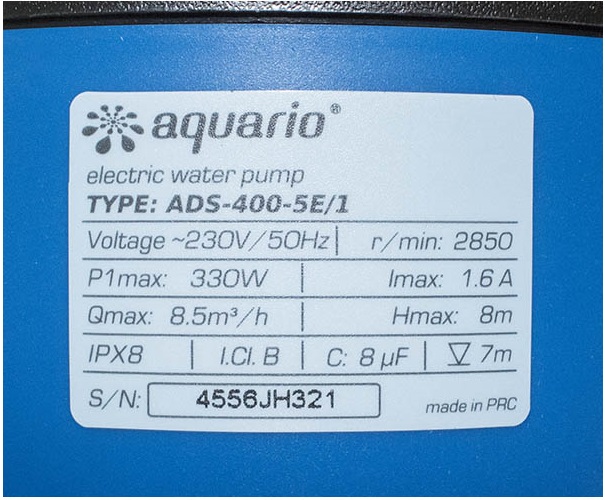 aquario®
electric water pump
TYPE: ADS-400-5E/1
Voltage ~230V/50Hz | r/min: 2850
P1max: 330W | Imax: 1.6 A
Qmax: 8.5m³/h | Hmax: 8m
IPX8 | I.Cl. B | C: 8 µF | ▽ 7m
S/N: 4556JH321 made in PRC